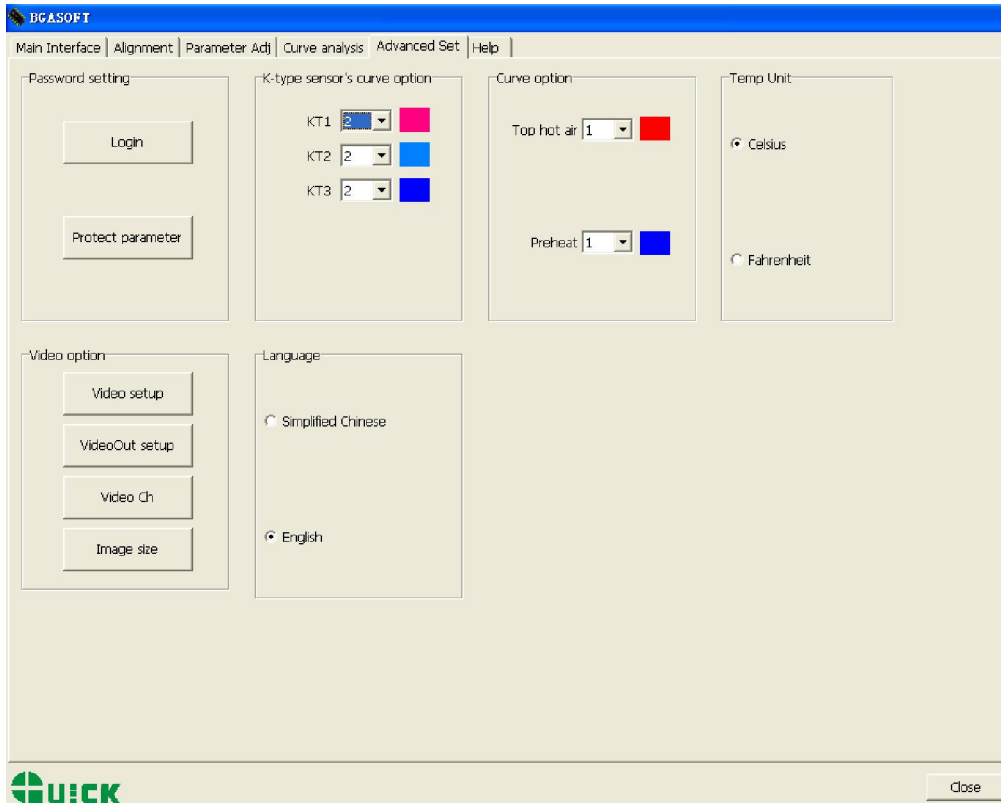 BGASOFT
Main Interface Alignment Parameter Adj Curve analysis Advanced Set Help
Password setting
Login
Protect parameter
K-type sensor's curve option
KT1 2
KT2 2
KT3 2
Curve option
Top hot air 1
Preheat 1
Temp Unit
Celsius
Fahrenheit
Video option
Video setup
VideoOut setup
Video Ch
Image size
Language
Simplified Chinese
English
QUICK
Close